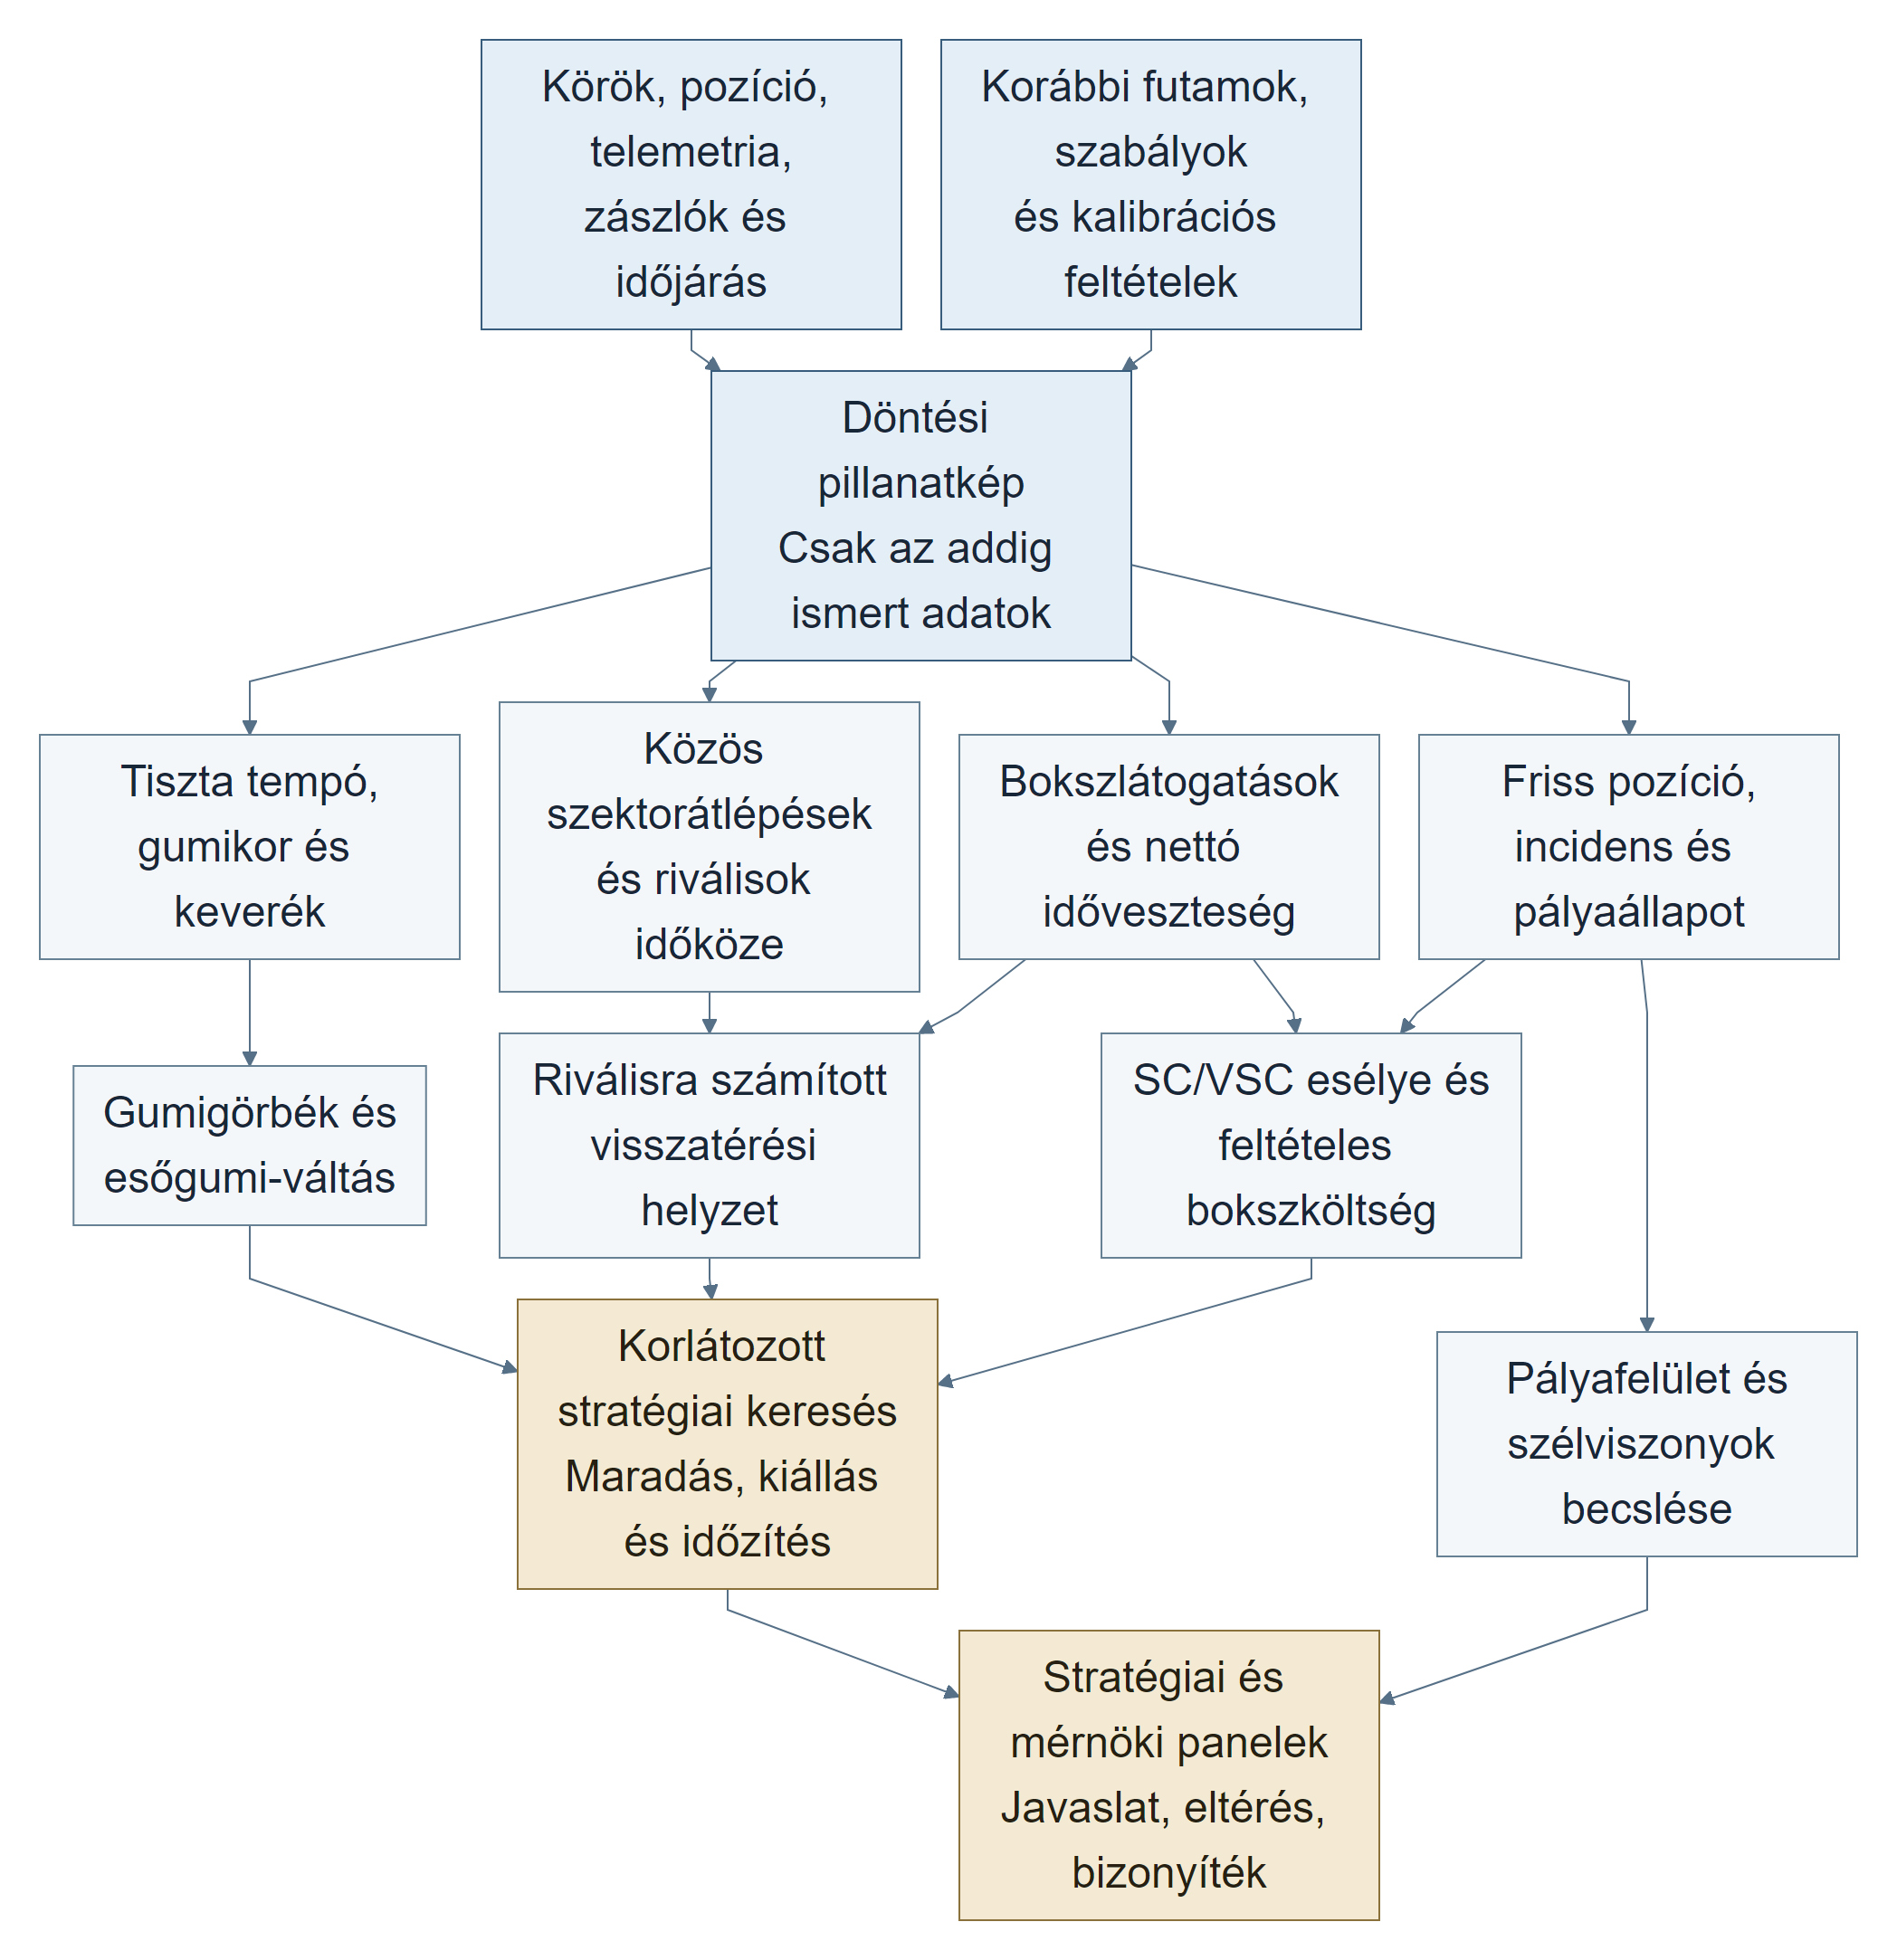 Körök, pozíció,
telemetria,
zászlók és
időjárás
Korábbi futamok,
szabályok
és kalibrációs
feltételek
Döntési
pillanatkép
Csak az addig
ismert adatok
Tiszta tempó,
gumikor és
keverék
Közös
szektorátlépések
és riválisok
időköze
Bokszlátogatások
és nettó
időveszteség
Friss pozíció,
incidens és
pályaállapot
Gumigörbék és
esőgumi-váltás
Riválisra számított
visszatérési
helyzet
SC/VSC esélye és
feltételes
bokszköltség
Korlátozott
stratégiai keresés
Maradás, kiállás
és időzítés
Pályafelület és
szélviszonyok
becslése
Stratégiai és
mérnöki panelek
Javaslat, eltérés,
bizonyíték